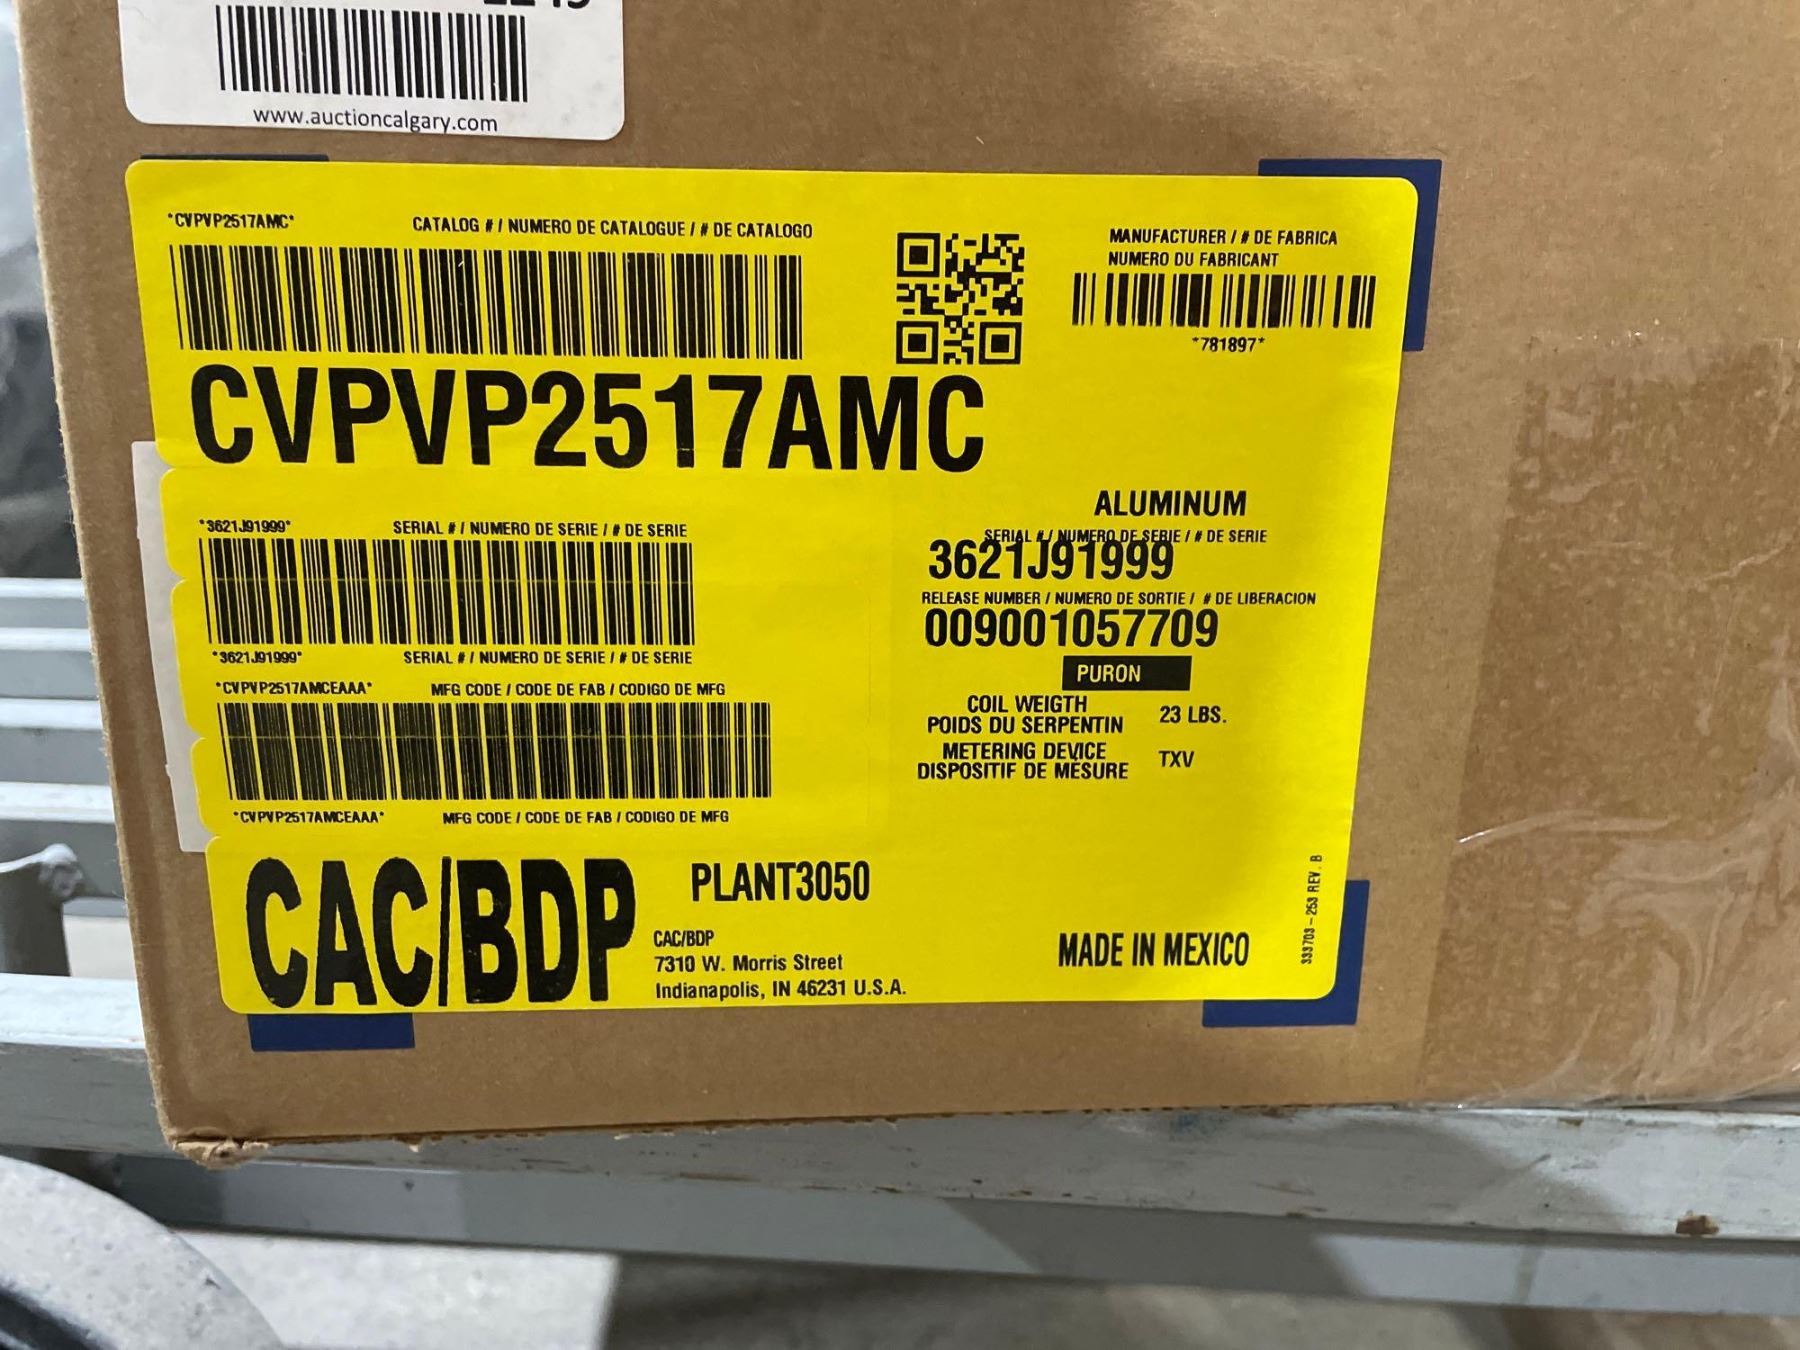 www.auctioncalgary.com
*CVPVP2517AMC* CATALOG # / NUMERO DE CATALOGUE / # DE CATALOGO
MANUFACTURER / # DE FABRICA
NUMERO DU FABRICANT
*781897*
CVPVP2517AMC
ALUMINUM
*3621J91999* SERIAL # / NUMERO DE SERIE / # DE SERIE
SERIAL # / NUMERO DE SERIE / # DE SERIE
3621J91999
RELEASE NUMBER / NUMERO DE SORTIE / # DE LIBERACION
009001057709
*3621J91999* SERIAL # / NUMERO DE SERIE / # DE SERIE
PURON
*CVPVP2517AMCEAAA* MFG CODE / CODE DE FAB / CODIGO DE MFG
COIL WEIGTH
POIDS DU SERPENTIN 23 LBS.
METERING DEVICE
DISPOSITIF DE MESURE TXV
*CVPVP2517AMCEAAA* MFG CODE / CODE DE FAB / CODIGO DE MFG
CAC/BDP
PLANT3050
CAC/BDP
7310 W. Morris Street
Indianapolis, IN 46231 U.S.A.
MADE IN MEXICO
333703-253 REV. B